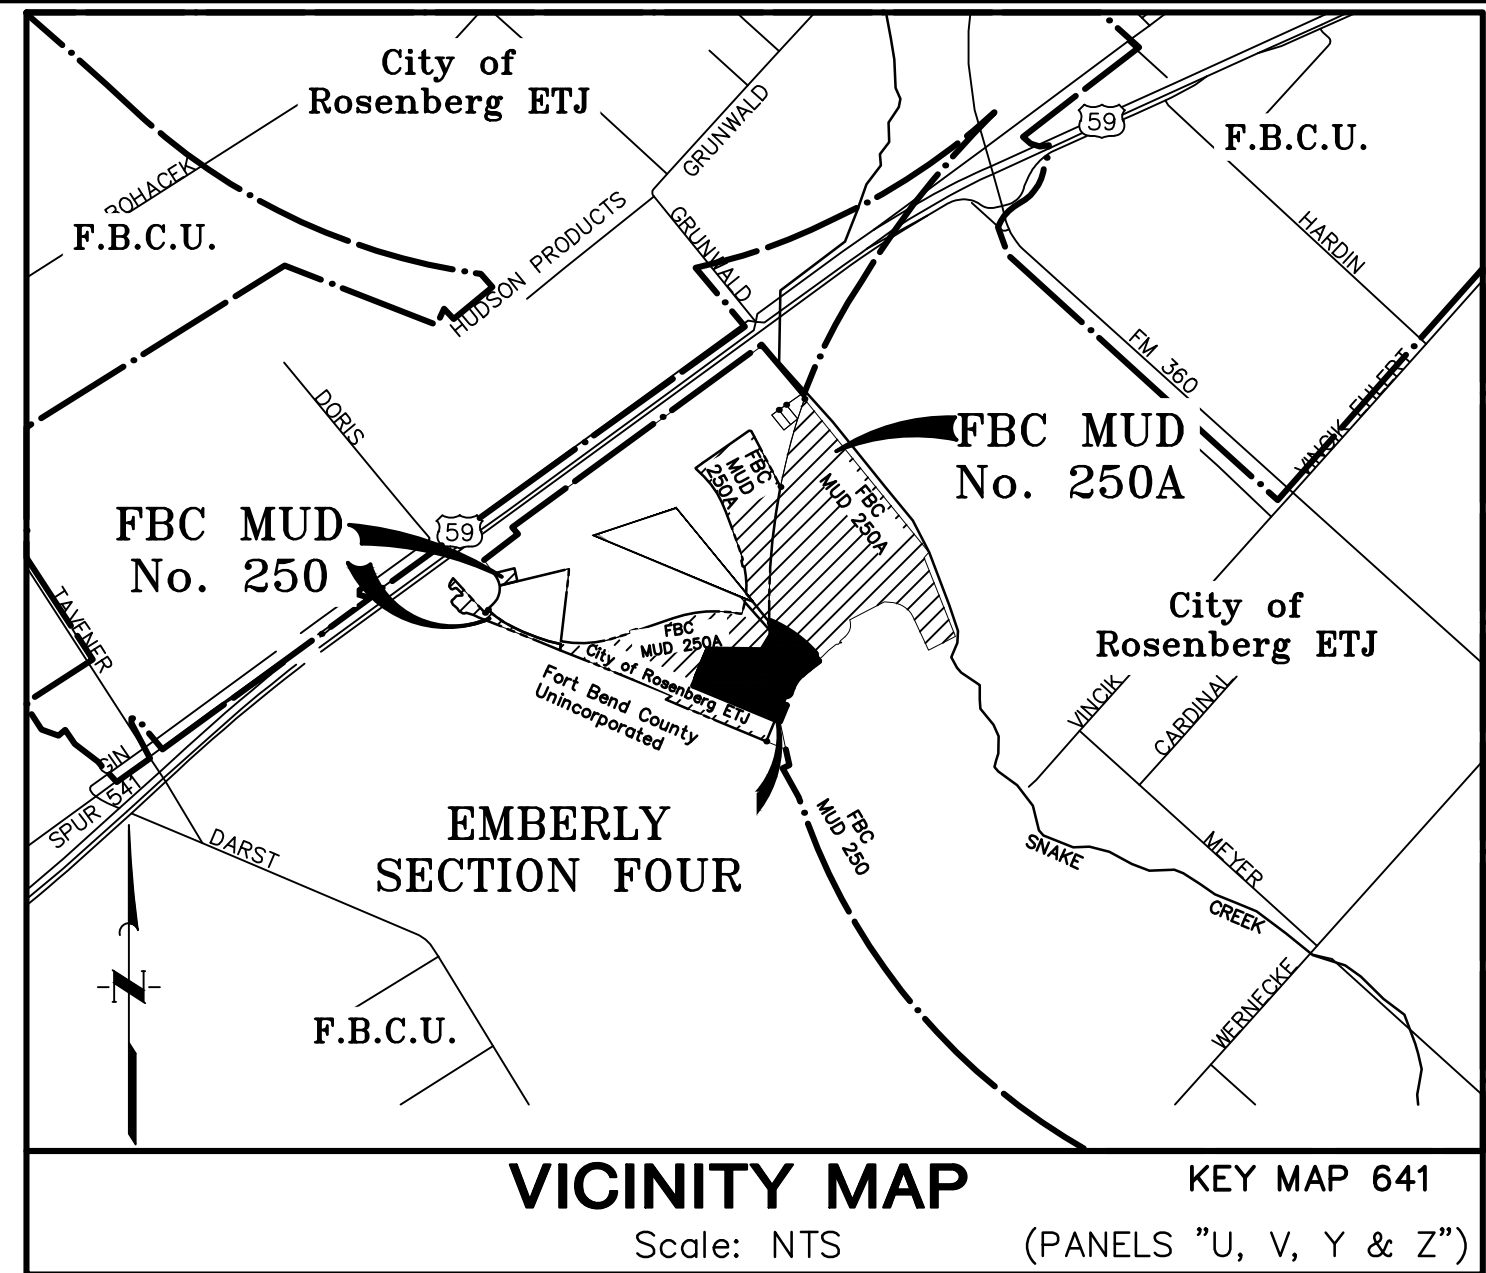 City of
Rosenberg ETJ
GRUNWALD
59
F.B.C.U.
BOHACEK
F.B.C.U.
HUDSON PRODUCTS
GRUNWALD
HARDIN
FM 360
DORIS
VINCIK EHLERT
FBC MUD
No. 250A
FBC
MUD
250A
FBC
MUD 250A
FBC MUD
No. 250
59
TAVENER
City of
Rosenberg ETJ
FBC
MUD 250A
City of Rosenberg ETJ
Fort Bend County
Unincorporated
VINCIK
CARDINAL
GIN
SPUR 541
DARST
EMBERLY
SECTION FOUR
FBC
MUD 250
SNAKE
CREEK
MEYER
WERNECKE
N
F.B.C.U.
VICINITY MAP
KEY MAP 641
Scale: NTS
(PANELS "U, V, Y & Z")